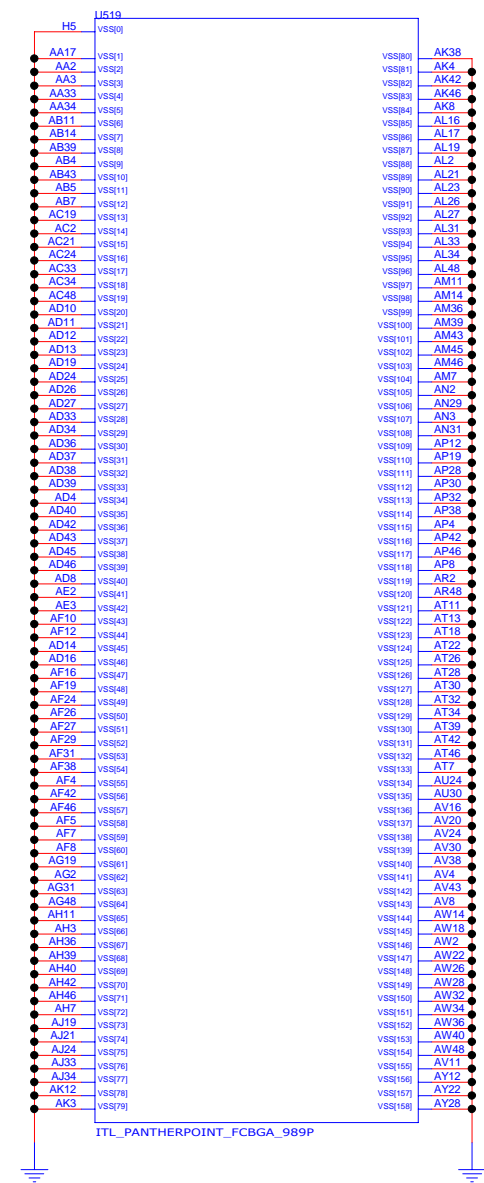 U519
H5 VSS[0]
AA17 VSS[1] VSS[80] AK38
AA2 VSS[2] VSS[81] AK4
AA3 VSS[3] VSS[82] AK42
AA33 VSS[4] VSS[83] AK46
AA34 VSS[5] VSS[84] AK8
AB11 VSS[6] VSS[85] AL16
AB14 VSS[7] VSS[86] AL17
AB39 VSS[8] VSS[87] AL19
AB4 VSS[9] VSS[88] AL2
AB43 VSS[10] VSS[89] AL21
AB5 VSS[11] VSS[90] AL23
AB7 VSS[12] VSS[91] AL26
AC19 VSS[13] VSS[92] AL27
AC2 VSS[14] VSS[93] AL31
AC21 VSS[15] VSS[94] AL33
AC24 VSS[16] VSS[95] AL34
AC33 VSS[17] VSS[96] AL48
AC34 VSS[18] VSS[97] AM11
AC48 VSS[19] VSS[98] AM14
AD10 VSS[20] VSS[99] AM36
AD11 VSS[21] VSS[100] AM39
AD12 VSS[22] VSS[101] AM43
AD13 VSS[23] VSS[102] AM45
AD19 VSS[24] VSS[103] AM46
AD24 VSS[25] VSS[104] AM7
AD26 VSS[26] VSS[105] AN2
AD27 VSS[27] VSS[106] AN29
AD33 VSS[28] VSS[107] AN3
AD34 VSS[29] VSS[108] AN31
AD36 VSS[30] VSS[109] AP12
AD37 VSS[31] VSS[110] AP19
AD38 VSS[32] VSS[111] AP28
AD39 VSS[33] VSS[112] AP30
AD4 VSS[34] VSS[113] AP32
AD40 VSS[35] VSS[114] AP38
AD42 VSS[36] VSS[115] AP4
AD43 VSS[37] VSS[116] AP42
AD45 VSS[38] VSS[117] AP46
AD46 VSS[39] VSS[118] AP8
AD8 VSS[40] VSS[119] AR2
AE2 VSS[41] VSS[120] AR48
AE3 VSS[42] VSS[121] AT11
AF10 VSS[43] VSS[122] AT13
AF12 VSS[44] VSS[123] AT18
AD14 VSS[45] VSS[124] AT22
AD16 VSS[46] VSS[125] AT26
AF16 VSS[47] VSS[126] AT28
AF19 VSS[48] VSS[127] AT30
AF24 VSS[49] VSS[128] AT32
AF26 VSS[50] VSS[129] AT34
AF27 VSS[51] VSS[130] AT39
AF29 VSS[52] VSS[131] AT42
AF31 VSS[53] VSS[132] AT46
AF38 VSS[54] VSS[133] AT7
AF4 VSS[55] VSS[134] AU24
AF42 VSS[56] VSS[135] AU30
AF46 VSS[57] VSS[136] AV16
AF5 VSS[58] VSS[137] AV20
AF7 VSS[59] VSS[138] AV24
AF8 VSS[60] VSS[139] AV30
AG19 VSS[61] VSS[140] AV38
AG2 VSS[62] VSS[141] AV4
AG31 VSS[63] VSS[142] AV43
AG48 VSS[64] VSS[143] AV8
AH11 VSS[65] VSS[144] AW14
AH3 VSS[66] VSS[145] AW18
AH36 VSS[67] VSS[146] AW2
AH39 VSS[68] VSS[147] AW22
AH40 VSS[69] VSS[148] AW26
AH42 VSS[70] VSS[149] AW28
AH46 VSS[71] VSS[150] AW32
AH7 VSS[72] VSS[151] AW34
AJ19 VSS[73] VSS[152] AW36
AJ21 VSS[74] VSS[153] AW40
AJ24 VSS[75] VSS[154] AW48
AJ33 VSS[76] VSS[155] AV11
AJ34 VSS[77] VSS[156] AY12
AK12 VSS[78] VSS[157] AY22
AK3 VSS[79] VSS[158] AY28
ITL_PANTHERPOINT_FCBGA_989P